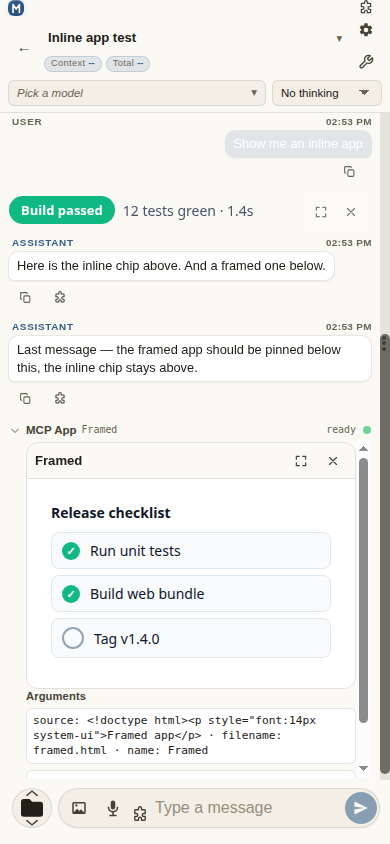 M
Inline app test
Context --
Total --
Pick a model
No thinking
USER
02:53 PM
Show me an inline app
Build passed
12 tests green · 1.4s
ASSISTANT
02:53 PM
Here is the inline chip above. And a framed one below.
ASSISTANT
02:53 PM
Last message — the framed app should be pinned below
this, the inline chip stays above.
MCP App Framed
ready
Framed
Release checklist
Run unit tests
Build web bundle
Tag v1.4.0
Arguments
source: <!doctype html><p style="font:14px
system-ui">Framed app</p> · filename:
framed.html · name: Framed
Type a message